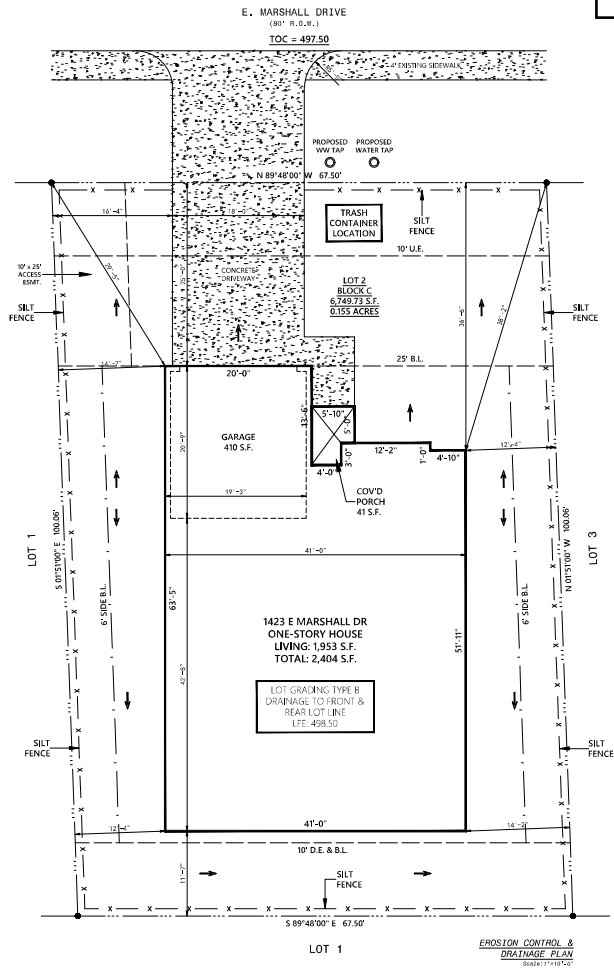 E. MARSHALL DRIVE
(80' R.O.W.)
TOC = 497.50
4' EXISTING SIDEWALK
PROPOSED
WW TAP
PROPOSED
WATER TAP
N 89°48'00" W 67.50'
16'-4"
18'-0"
TRASH
CONTAINER
LOCATION
SILT
FENCE
10' U.E.
10' x 25'
ACCESS
ESMT.
29'-5"
25'-0"
CONCRETE
DRIVEWAY
LOT 2
BLOCK C
6,749.73 S.F.
0.155 ACRES
36'-6"
38'-2"
SILT
FENCE
SILT
FENCE
25' B.L.
14'-7"
20'-0"
13'-6"
5'-10"
5'-0"
GARAGE
410 S.F.
20'-9"
12'-2"
3'-0"
1'-0"
4'-10"
12'-4"
4'-0"
19'-3"
COV'D
PORCH
41 S.F.
LOT 1
S 01°51'00" E 100.06'
N 01°51'00" W 100.06'
LOT 3
41'-0"
6' SIDE B.L.
6' SIDE B.L.
63'-5"
51'-11"
42'-8"
1423 E MARSHALL DR
ONE-STORY HOUSE
LIVING: 1,953 S.F.
TOTAL: 2,404 S.F.
LOT GRADING TYPE B
DRAINAGE TO FRONT &
REAR LOT LINE
LFE: 498.50
SILT
FENCE
SILT
FENCE
12'-4"
41'-0"
14'-2"
10' D.E. & B.L.
11'-7"
SILT
FENCE
S 89°48'00" E 67.50'
LOT 1
EROSION CONTROL &
DRAINAGE PLAN
Scale:1"=10'-0"